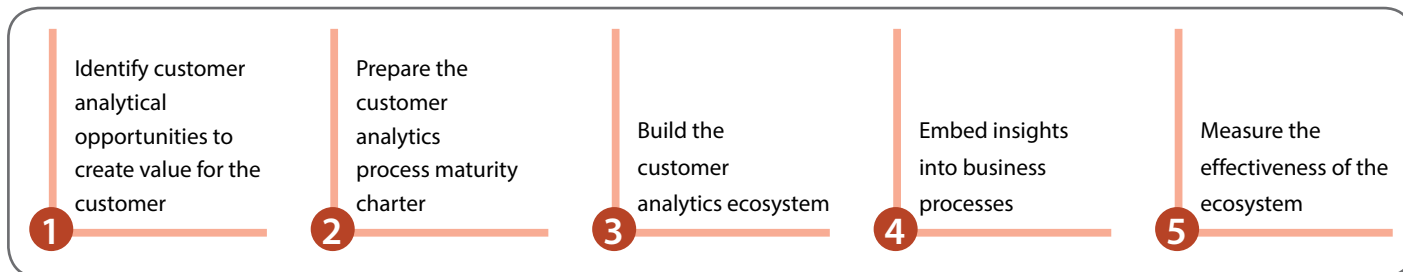 Identify customer
analytical
opportunities to
create value for the
customer
1
Prepare the
customer
analytics
process maturity
charter
2
Build the
customer
analytics ecosystem
3
Embed insights
into business
processes
4
Measure the
effectiveness of the
ecosystem
5